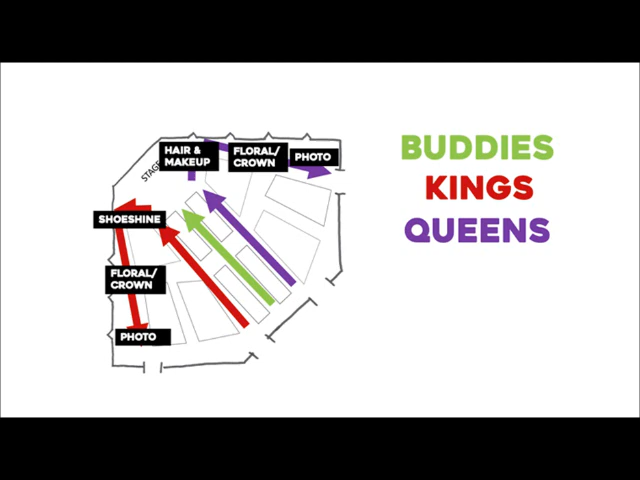 HAIR &
MAKEUP
FLORAL/
CROWN
PHOTO
STAGE
SHOESHINE
FLORAL/
CROWN
PHOTO
BUDDIES
KINGS
QUEENS